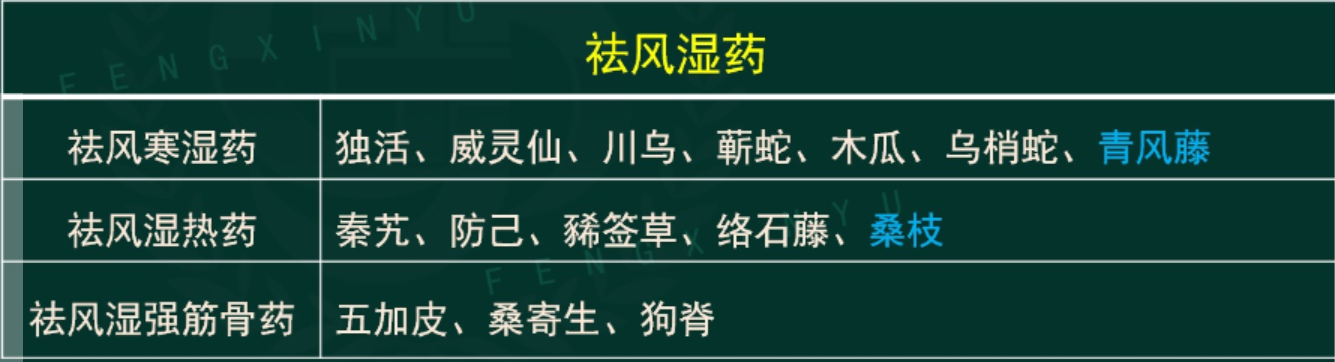 祛风湿药
祛风寒湿药 独活、威灵仙、川乌、蕲蛇、木瓜、乌梢蛇、青风藤
祛风湿热药 秦艽、防己、豨签草、络石藤、桑枝
祛风湿强筋骨药 五加皮、桑寄生、狗脊
FENGXINYU
FENGXINYU